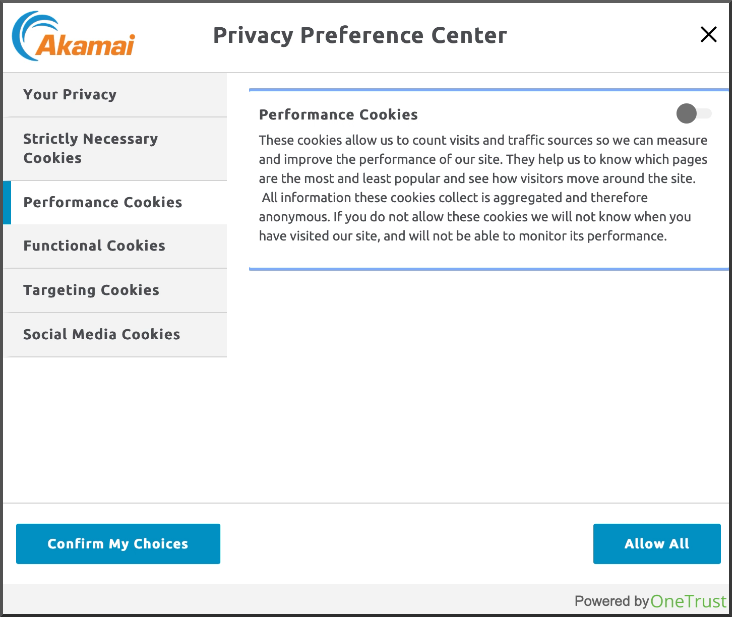 Akamai
Privacy Preference Center
Your Privacy
Strictly Necessary
Cookies
Performance Cookies
Functional Cookies
Targeting Cookies
Social Media Cookies
Performance Cookies
These cookies allow us to count visits and traffic sources so we can measure
and improve the performance of our site. They help us to know which pages
are the most and least popular and see how visitors move around the site.
All information these cookies collect is aggregated and therefore
anonymous. If you do not allow these cookies we will not know when you
have visited our site, and will not be able to monitor its performance.
Confirm My Choices
Allow All
Powered by OneTrust